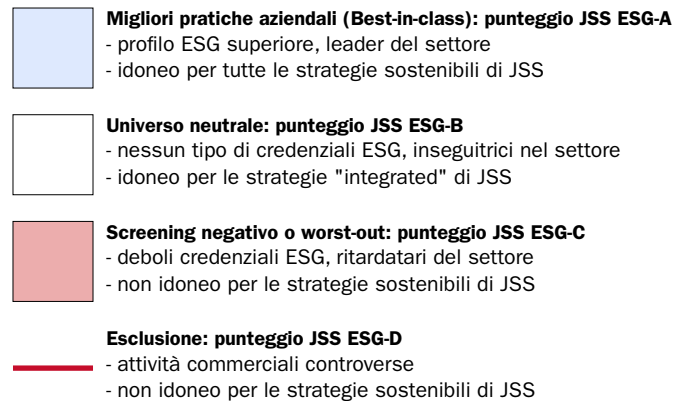 Migliori pratiche aziendali (Best-in-class): punteggio JSS ESG-A
- profilo ESG superiore, leader del settore
- idoneo per tutte le strategie sostenibili di JSS
Universo neutrale: punteggio JSS ESG-B
- nessun tipo di credenziali ESG, inseguitrici nel settore
- idoneo per le strategie "integrated" di JSS
Screening negativo o worst-out: punteggio JSS ESG-C
- deboli credenziali ESG, ritardatari del settore
- non idoneo per le strategie sostenibili di JSS
Esclusione: punteggio JSS ESG-D
- attività commerciali controverse
- non idoneo per le strategie sostenibili di JSS